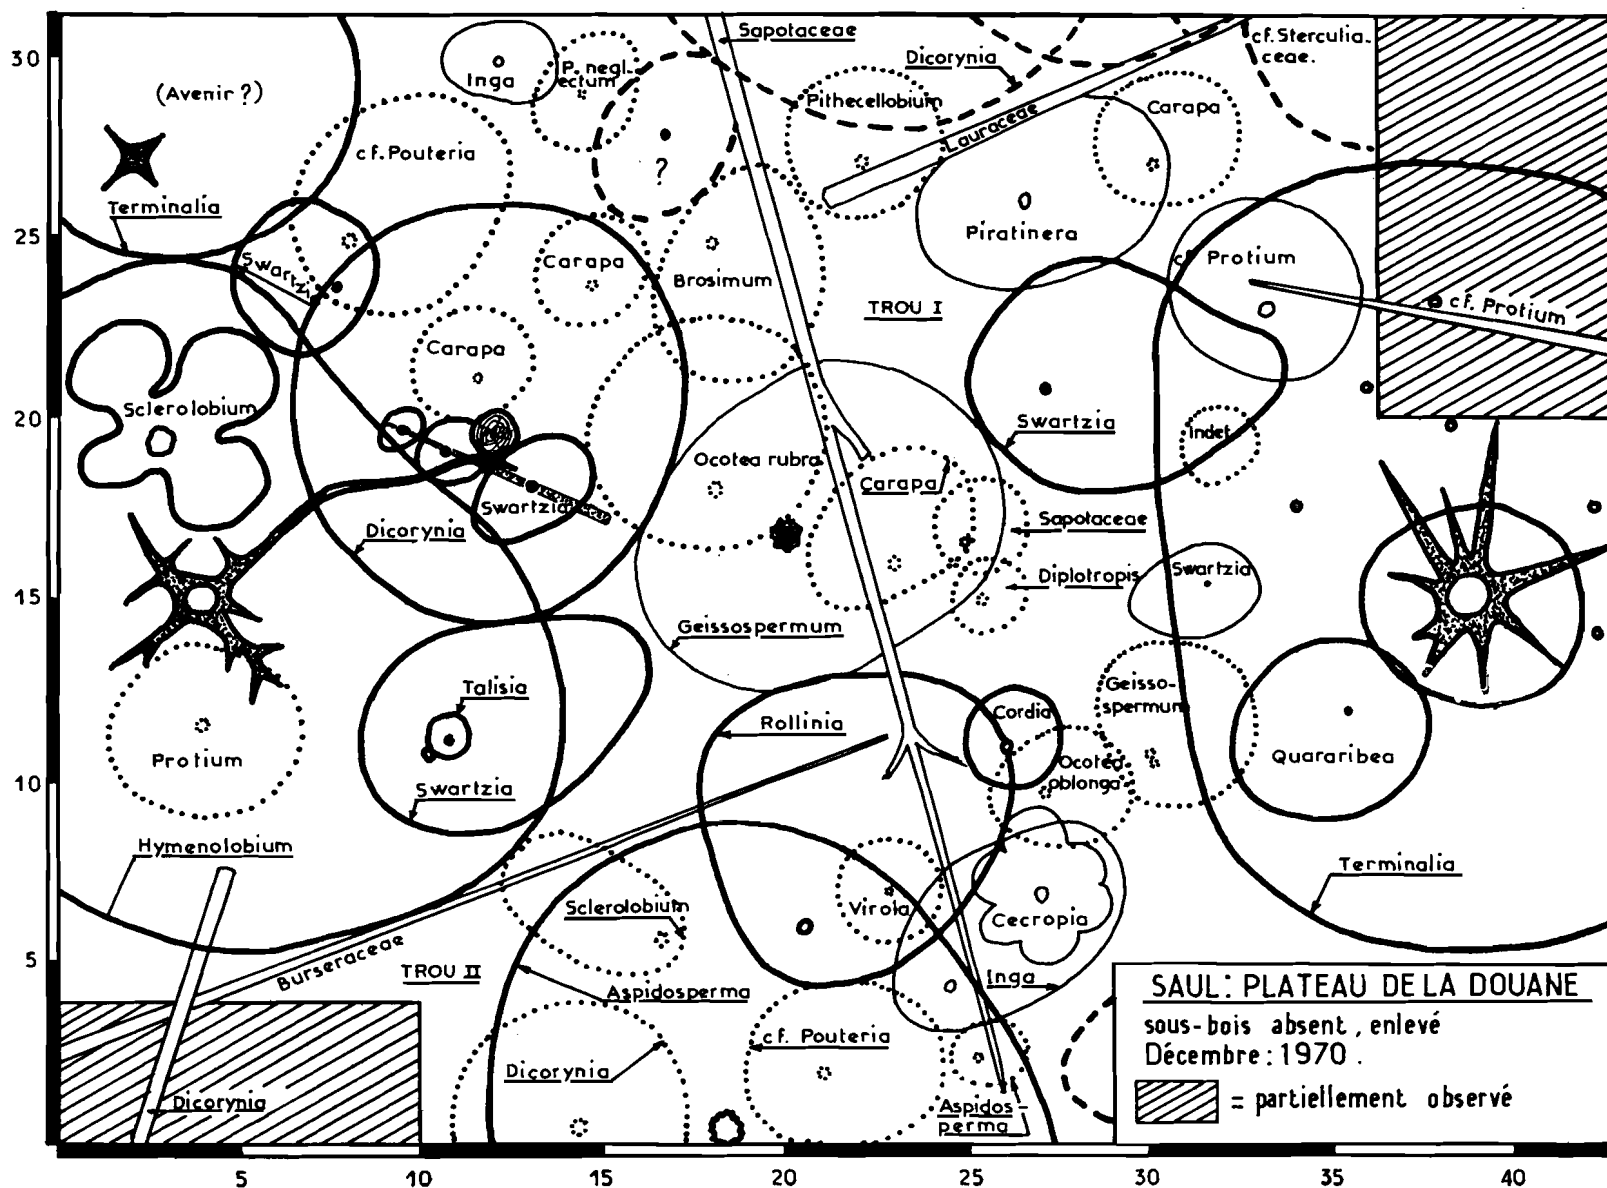 Sapotaceae
cf. Sterculia-
ceae.
30
Inga
P. negl-
ectum
Dicorynia
(Avenir ?)
Pithecellobium
Carapa
Lauraceae
cf. Pouteria
?
Terminalia
25
Piratinera
Swartzi
Carapa
Brosimum
cf Protium
TROU I
cf. Protium
Carapa
Sclerolobium
20
Swartzia
Indet.
Ocotea rubra
Carapa
Swartzia
Dicorynia
Sapotaceae
Diplotropis
Swartzia
15
Geissospermum
Talisia
Geisso-
spermum
Rollinia
Cordia
Protium
Quararibea
Ocotea
oblonga
10
Swartzia
Hymenolobium
Terminalia
Sclerolobium
Virola
Cecropia
5
Burseraceae
TROU II
Inga
Aspidosperma
SAUL: PLATEAU DE LA DOUANE
sous-bois absent, enlevé
Décembre: 1970.
cf. Pouteria
Dicorynia
Dicorynia
Aspidos-
perma
= partiellement observé
5 10 15 20 25 30 35 40